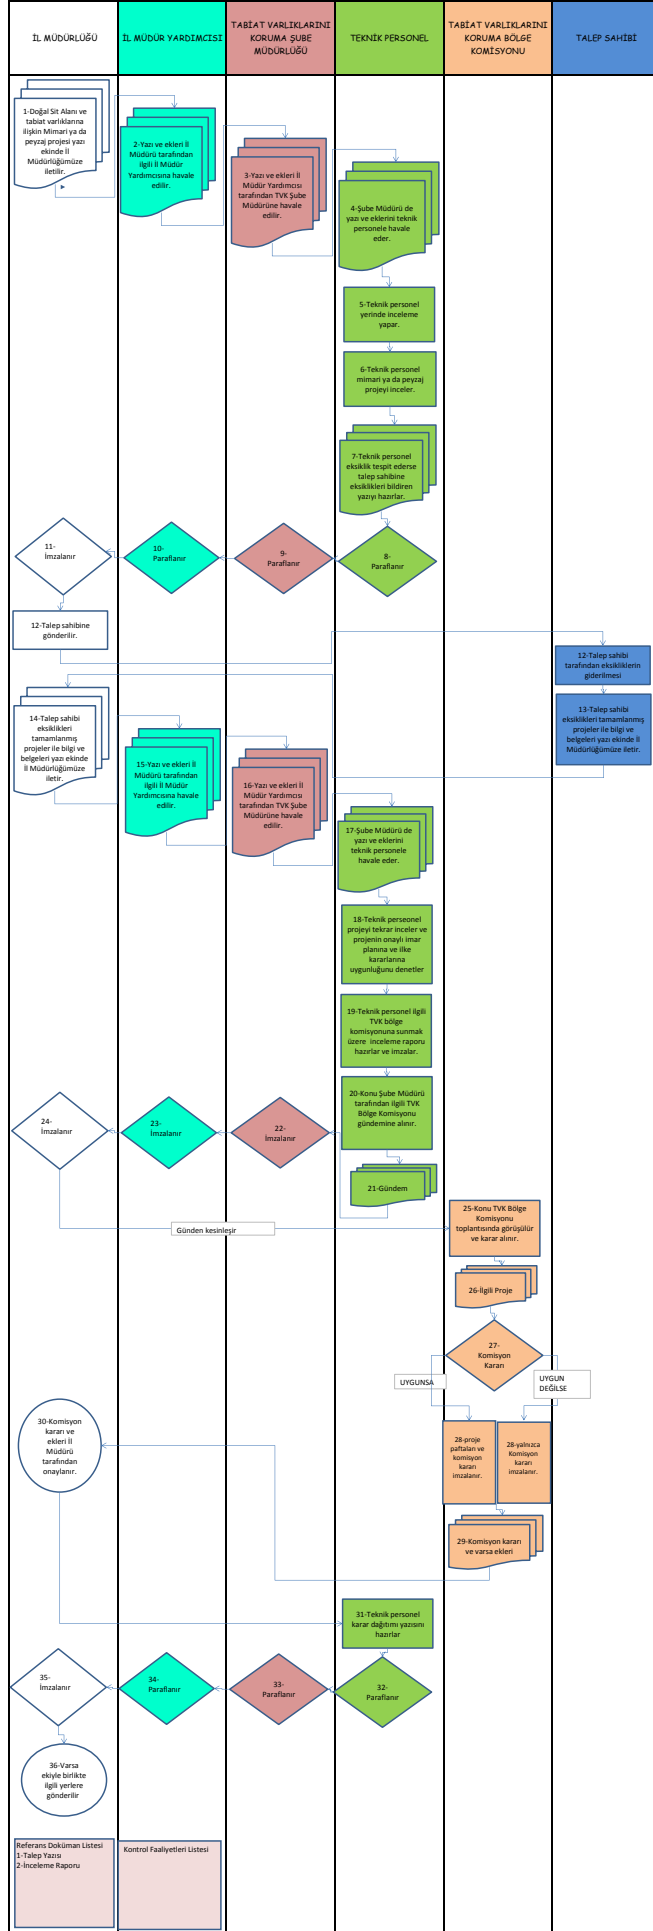 İL MÜDÜRLÜĞÜ
İL MÜDÜR YARDIMCISI
TABİAT VARLIKLARINI
KORUMA ŞUBE
MÜDÜRLÜĞÜ
TEKNİK PERSONEL
TABİAT VARLIKLARINI
KORUMA BÖLGE
KOMİSYONU
TALEP SAHİBİ
1-Doğal Sit Alanı ve
tabiat varlıklarına
ilişkin Mimari ya da
peyzaj projesi yazı
ekinde İl
Müdürlüğümüze
iletilir.
2-Yazı ve ekleri İl
Müdürü tarafından
ilgili İl Müdür
Yardımcısına havale
edilir.
3-Yazı ve ekleri İl
Müdür Yardımcısı
tarafından TVK Şube
Müdürüne havale
edilir.
4-Şube Müdürü de
yazı ve eklerini teknik
personele havale
eder.
5-Teknik personel
yerinde inceleme
yapar.
6-Teknik personel
mimari ya da peyzaj
projeyi inceler.
7-Teknik personel
eksiklik tespit ederse
talep sahibine
eksiklikleri bildiren
yazıyı hazırlar.
11-
İmzalanır
10-
Paraflanır
9-
Paraflanır
8-
Paraflanır
12-Talep sahibine
gönderilir.
12-Talep sahibi
tarafından eksikliklerin
giderilmesi
13-Talep sahibi
eksiklikleri tamamlanmış
projeler ile bilgi ve
belgeleri yazı ekinde İl
Müdürlüğümüze iletir.
14-Talep sahibi
eksiklikleri
tamamlanmış
projeler ile bilgi ve
belgeleri yazı ekinde
İl Müdürlüğümüze
iletir.
15-Yazı ve ekleri İl
Müdürü tarafından
ilgili İl Müdür
Yardımcısına havale
edilir.
16-Yazı ve ekleri İl
Müdür Yardımcısı
tarafından TVK Şube
Müdürüne havale
edilir.
17-Şube Müdürü de
yazı ve eklerini
teknik personele
havale eder.
18-Teknik perseonel
projeyi tekrar inceler ve
projenin onaylı imar
planına ve ilke
kararlarına
uygunluğunu denetler
19-Teknik personel ilgili
TVK bölge
komisyonuna sunmak
üzere inceleme raporu
hazırlar ve imzalar.
20-Konu Şube Müdürü
tarafından ilgili TVK
Bölge Komisyonu
gündemine alınır.
24-
İmzalanır
23-
İmzalanır
22-
İmzalanır
21-Gündem
Günden kesinleşir
25-Konu TVK Bölge
Komisyonu
toplantısında görüşülür
ve karar alınır.
26-İlgili Proje
27-
Komisyon
Kararı
UYGUNSA
UYGUN
DEĞİLSE
30-Komisyon
kararı ve
ekleri İl
Müdürü
tarafından
onaylanır.
28-proje
paftaları ve
komisyon
kararı
imzalanır.
28-yalnızca
Komisyon
kararı
imzalanır.
29-Komisyon kararı
ve varsa ekleri
31-Teknik personel
karar dağıtımı yazısını
hazırlar
35-
İmzalanır
34-
Paraflanır
33-
Paraflanır
32-
Paraflanır
36-Varsa
ekiyle birlikte
ilgili yerlere
gönderilir
Referans Doküman Listesi
1-Talep Yazısı
2-İnceleme Raporu
Kontrol Faaliyetleri Listesi